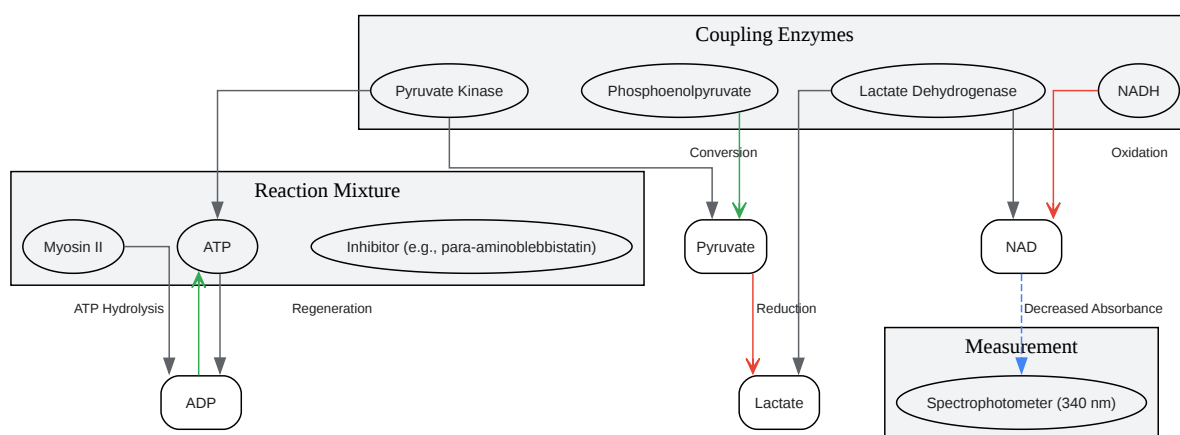 Coupling Enzymes
Pyruvate Kinase
Phosphoenolpyruvate
Lactate Dehydrogenase
NADH
Conversion
Oxidation
Reaction Mixture
Myosin II
ATP
Inhibitor (e.g., para-aminoblebbistatin)
Pyruvate
NAD
ATP Hydrolysis
Regeneration
Reduction
Decreased Absorbance
Measurement
ADP
Lactate
Spectrophotometer (340 nm)